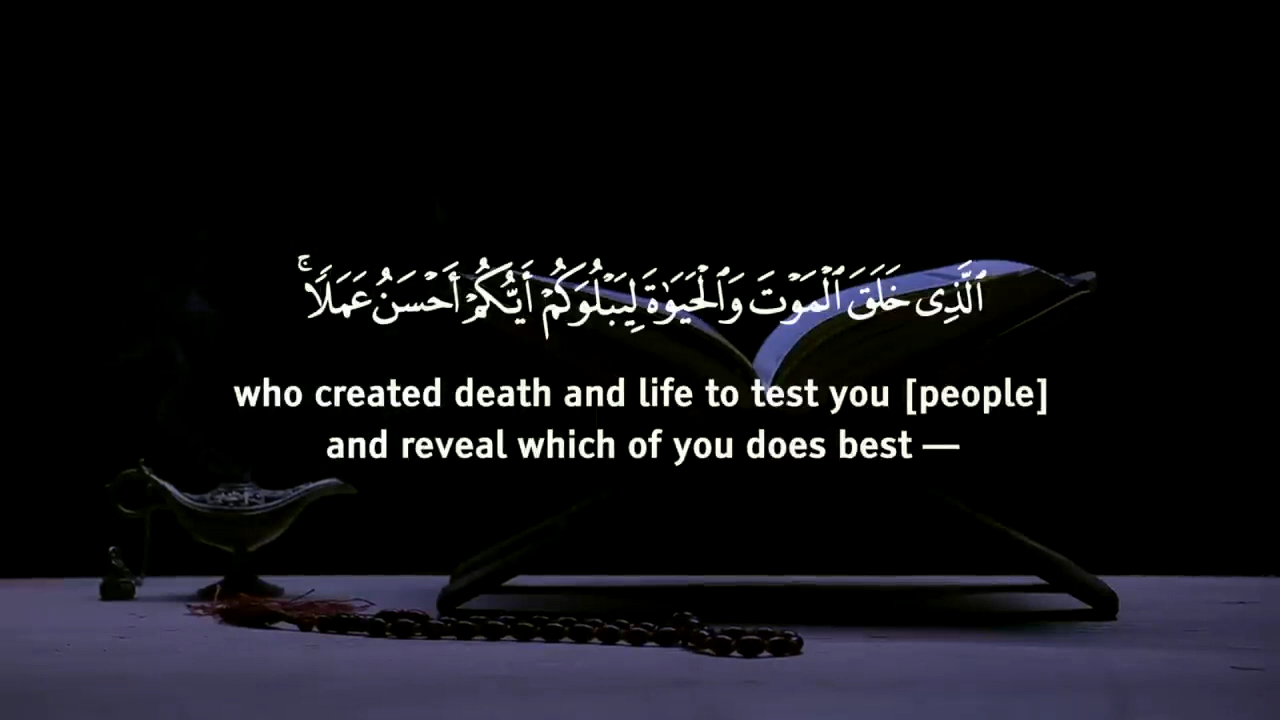 ٱلَّذِى خَلَقَ ٱلْمَوْتَ وَٱلْحَيَوٰةَ لِيَبْلُوَكُمْ أَيُّكُمْ أَحْسَنُ عَمَلًا ۚ
who created death and life to test you [people]
and reveal which of you does best —